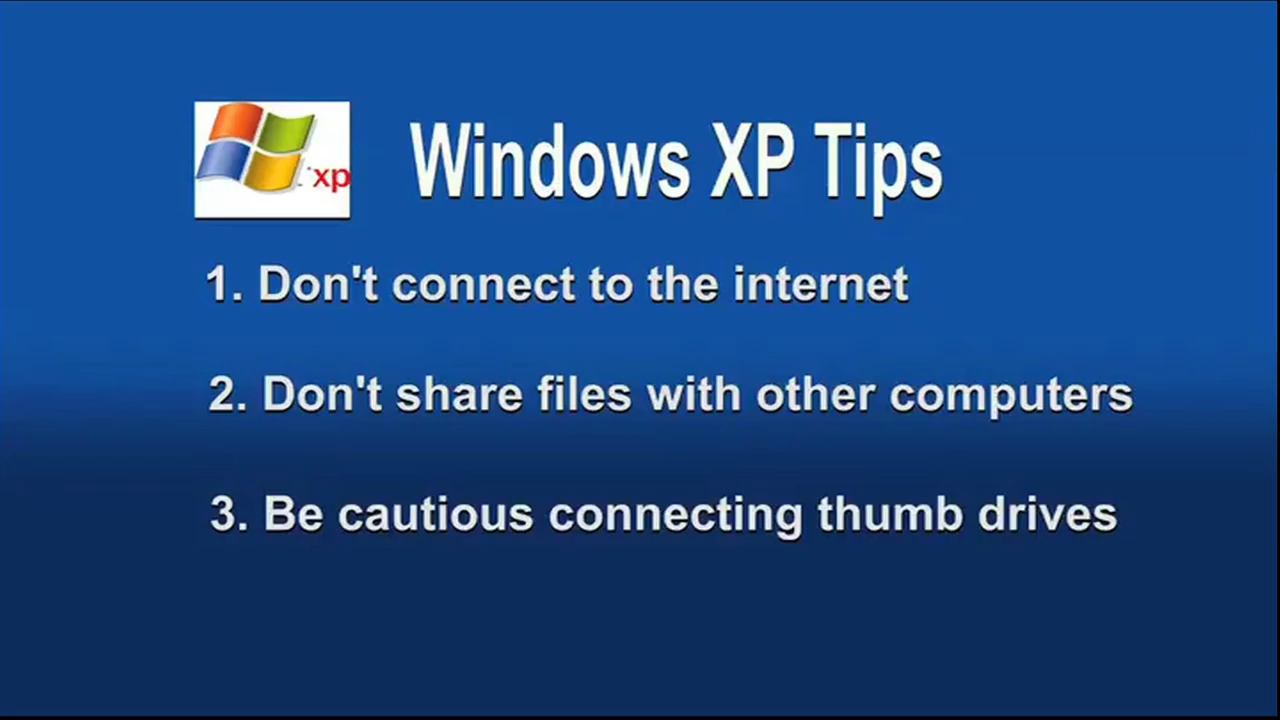 xp
Windows XP Tips
1. Don't connect to the internet
2. Don't share files with other computers
3. Be cautious connecting thumb drives